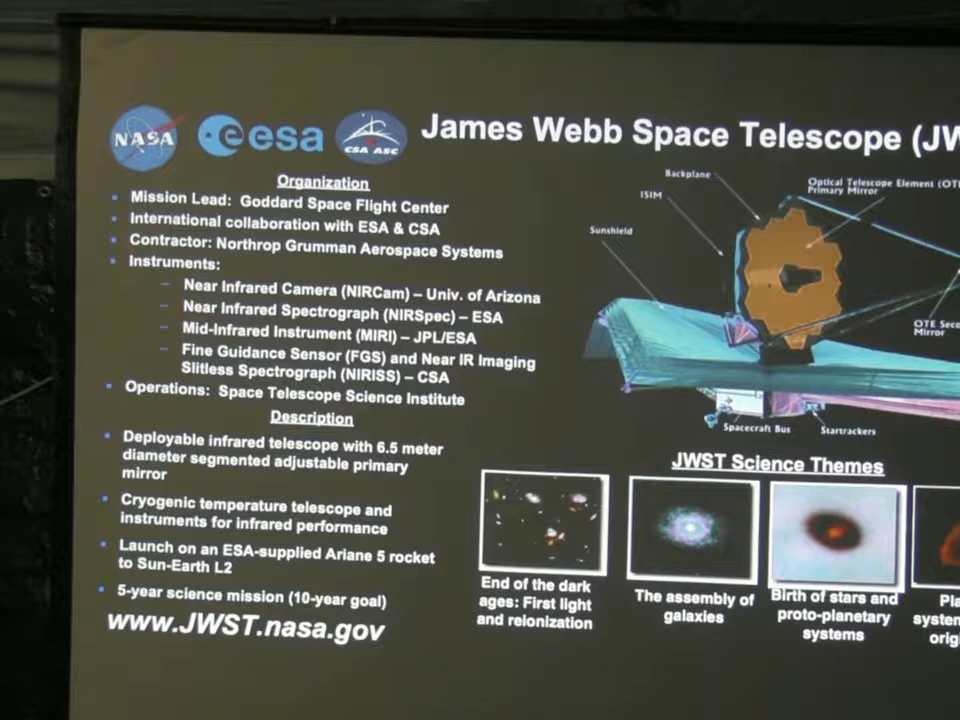 NASA
eesa
CSA ASC
James Webb Space Telescope (JW
Organization
Mission Lead: Goddard Space Flight Center
International collaboration with ESA & CSA
Contractor: Northrop Grumman Aerospace Systems
Instruments:
– Near Infrared Camera (NIRCam) – Univ. of Arizona
– Near Infrared Spectrograph (NIRSpec) – ESA
– Mid-Infrared Instrument (MIRI) – JPL/ESA
– Fine Guidance Sensor (FGS) and Near IR Imaging
Slitless Spectrograph (NIRISS) – CSA
Operations: Space Telescope Science Institute
Description
Deployable infrared telescope with 6.5 meter
diameter segmented adjustable primary
mirror
Cryogenic temperature telescope and
instruments for infrared performance
Launch on an ESA-supplied Ariane 5 rocket
to Sun-Earth L2
5-year science mission (10-year goal)
www.JWST.nasa.gov
Backplane
ISIM
Sunshield
Optical Telescope Element (OTE
Primary Mirror
OTE Seco
Mirror
Spacecraft Bus
Startrackers
JWST Science Themes
End of the dark
ages: First light
and reionization
The assembly of
galaxies
Birth of stars and
proto-planetary
systems
Pla
system
orig